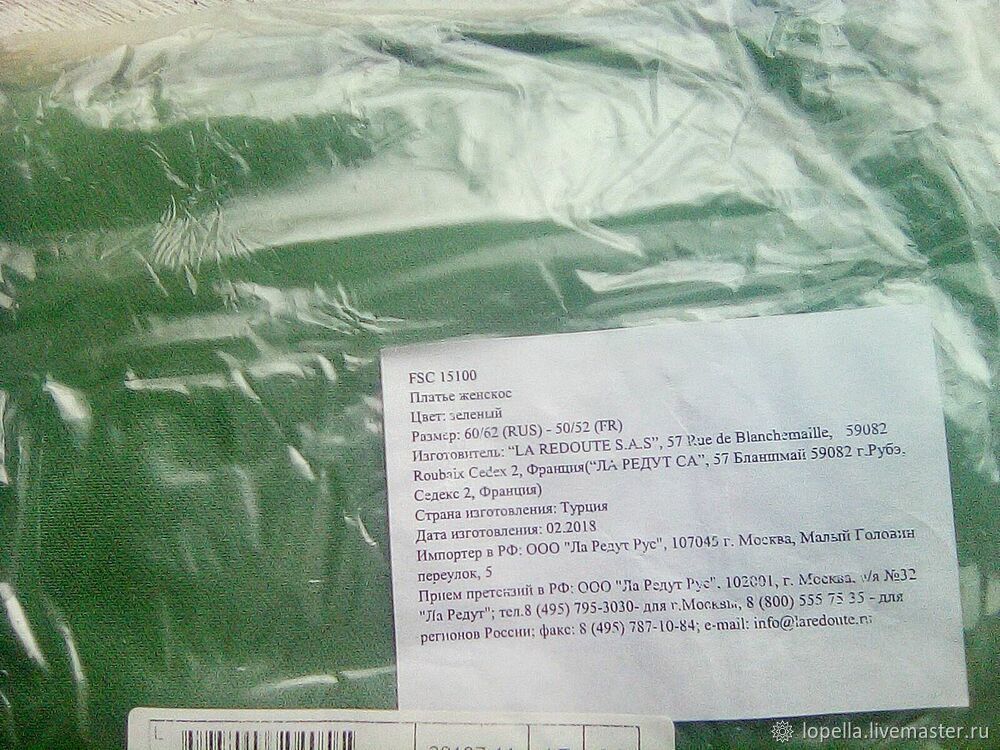 FSC 15100
Платье женское
Цвет: зеленый
Размер: 60/62 (RUS) - 50/52 (FR)
Изготовитель: “LA REDOUTE S.A.S”, 57 Rue de Blanchemaille, 59082
Roubaix Cedex 2, Франция(“ЛА РЕДУТ СА”, 57 Бланшмай 59082 г.Рубэ.
Седекс 2, Франция)
Страна изготовления: Турция
Дата изготовления: 02.2018
Импортер в РФ: ООО "Ла Редут Рус", 107045 г. Москва, Малый Головин
переулок, 5
Прием претензий в РФ: ООО "Ла Редут Рус", 102001, г. Москва, а/я №32
"Ла Редут"; тел.8 (495) 795-3030- для г.Москвы, 8 (800) 555 75 35 - для
регионов России; факс: 8 (495) 787-10-84; e-mail: info@laredoute.ru
L
lopella.livemaster.ru